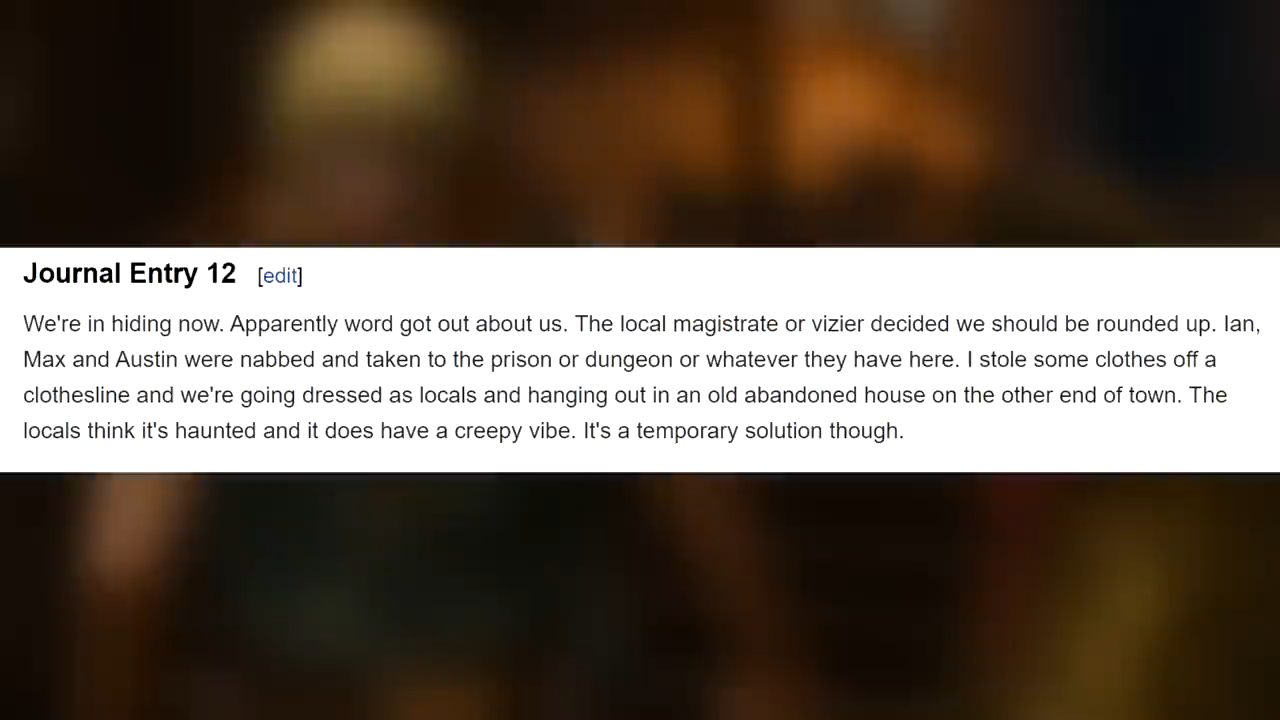 Journal Entry 12 [edit]
We're in hiding now. Apparently word got out about us. The local magistrate or vizier decided we should be rounded up. Ian,
Max and Austin were nabbed and taken to the prison or dungeon or whatever they have here. I stole some clothes off a
clothesline and we're going dressed as locals and hanging out in an old abandoned house on the other end of town. The
locals think it's haunted and it does have a creepy vibe. It's a temporary solution though.